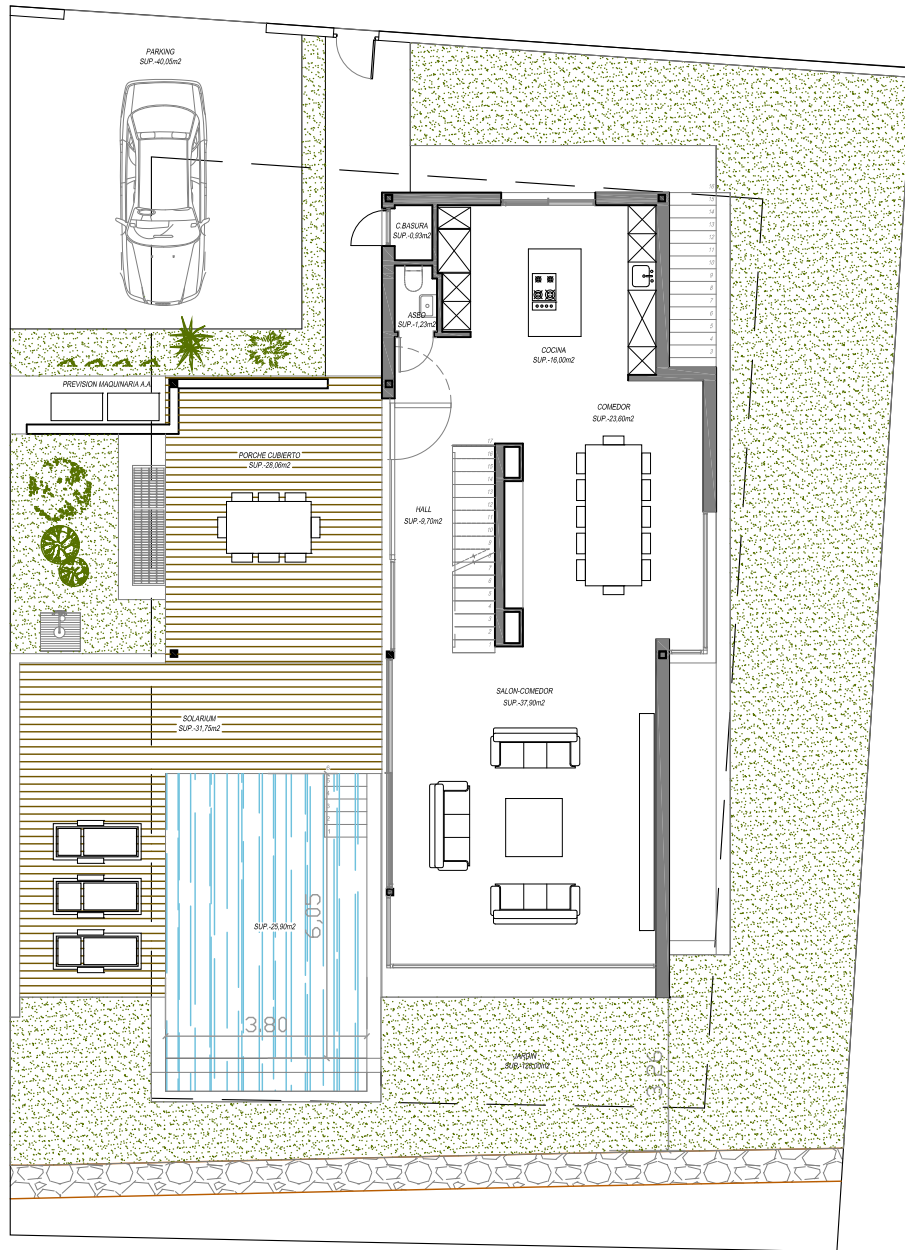 PARKING
SUP.-40,05m2
C.BASURA
SUP.-0,93m2
ASEO
SUP.-1,23m2
COCINA
SUP.-16,00m2
PREVISION MAQUINARIA A.A
COMEDOR
SUP.-23,60m2
PORCHE CUBIERTO
SUP.-28,06m2
HALL
SUP.-9,70m2
SALON-COMEDOR
SUP.-37,90m2
SOLARIUM
SUP.-31,75m2
SUP.-25,90m2
6,05
3,80
JARDIN
3,26